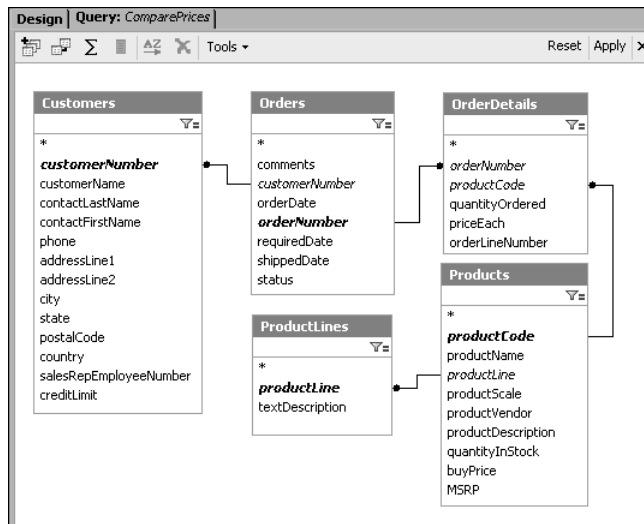 Design
Query: ComparePrices
Tools
Reset
Apply
Customers
*
customerNumber
customerName
contactLastName
contactFirstName
phone
addressLine1
addressLine2
city
state
postalCode
country
salesRepEmployeeNumber
creditLimit
Orders
*
comments
customerNumber
orderDate
orderNumber
requiredDate
shippedDate
status
OrderDetails
*
orderNumber
productCode
quantityOrdered
priceEach
orderLineNumber
ProductLines
*
productLine
textDescription
Products
*
productCode
productName
productLine
productScale
productVendor
productDescription
quantityInStock
buyPrice
MSRP